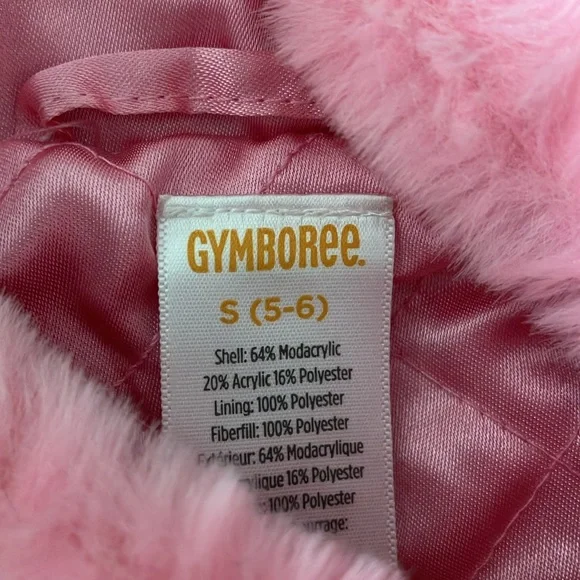 GYMBOREE.
S (5-6)
Shell: 64% Modacrylic
20% Acrylic 16% Polyester
Lining: 100% Polyester
Fiberfill: 100% Polyester
Extérieur: 64% Modacrylique
16% Polyester
100% Polyester